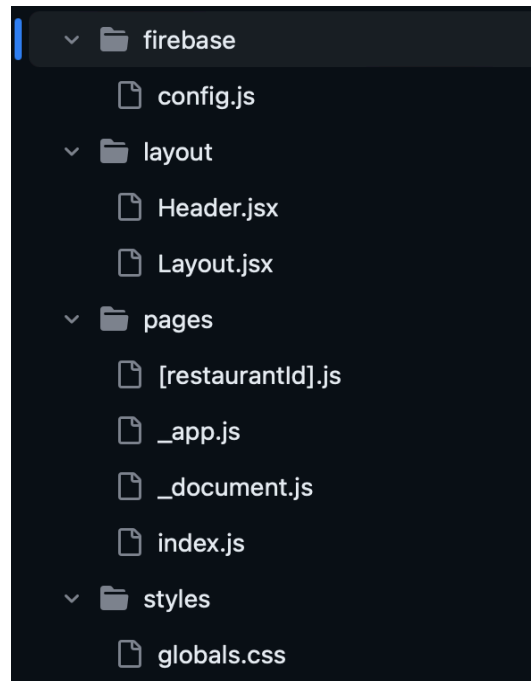 firebase
config.js
layout
Header.jsx
Layout.jsx
pages
[restaurantId].js
_app.js
_document.js
index.js
styles
globals.css